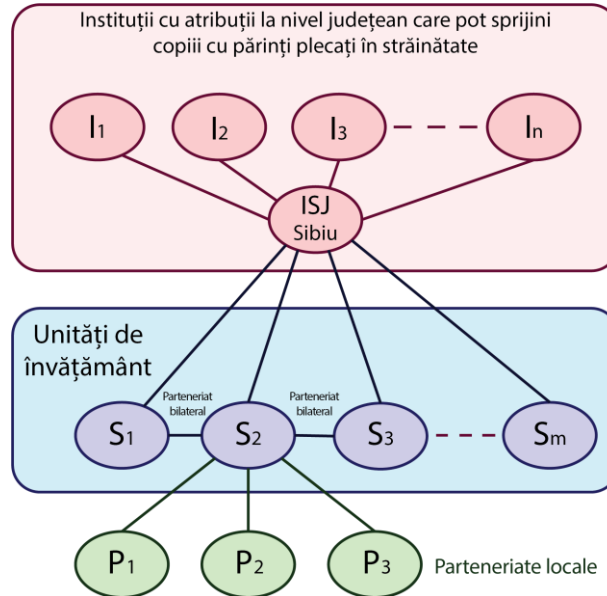 Instituții cu atribuții la nivel județean care pot sprijini
copiii cu părinți plecați în străinătate
I1 I2 I3 In
ISJ
Sibiu
Unități de
învățământ
Parteneriat
bilateral
Parteneriat
bilateral
S1 S2 S3 Sm
P1 P2 P3 Parteneriate locale